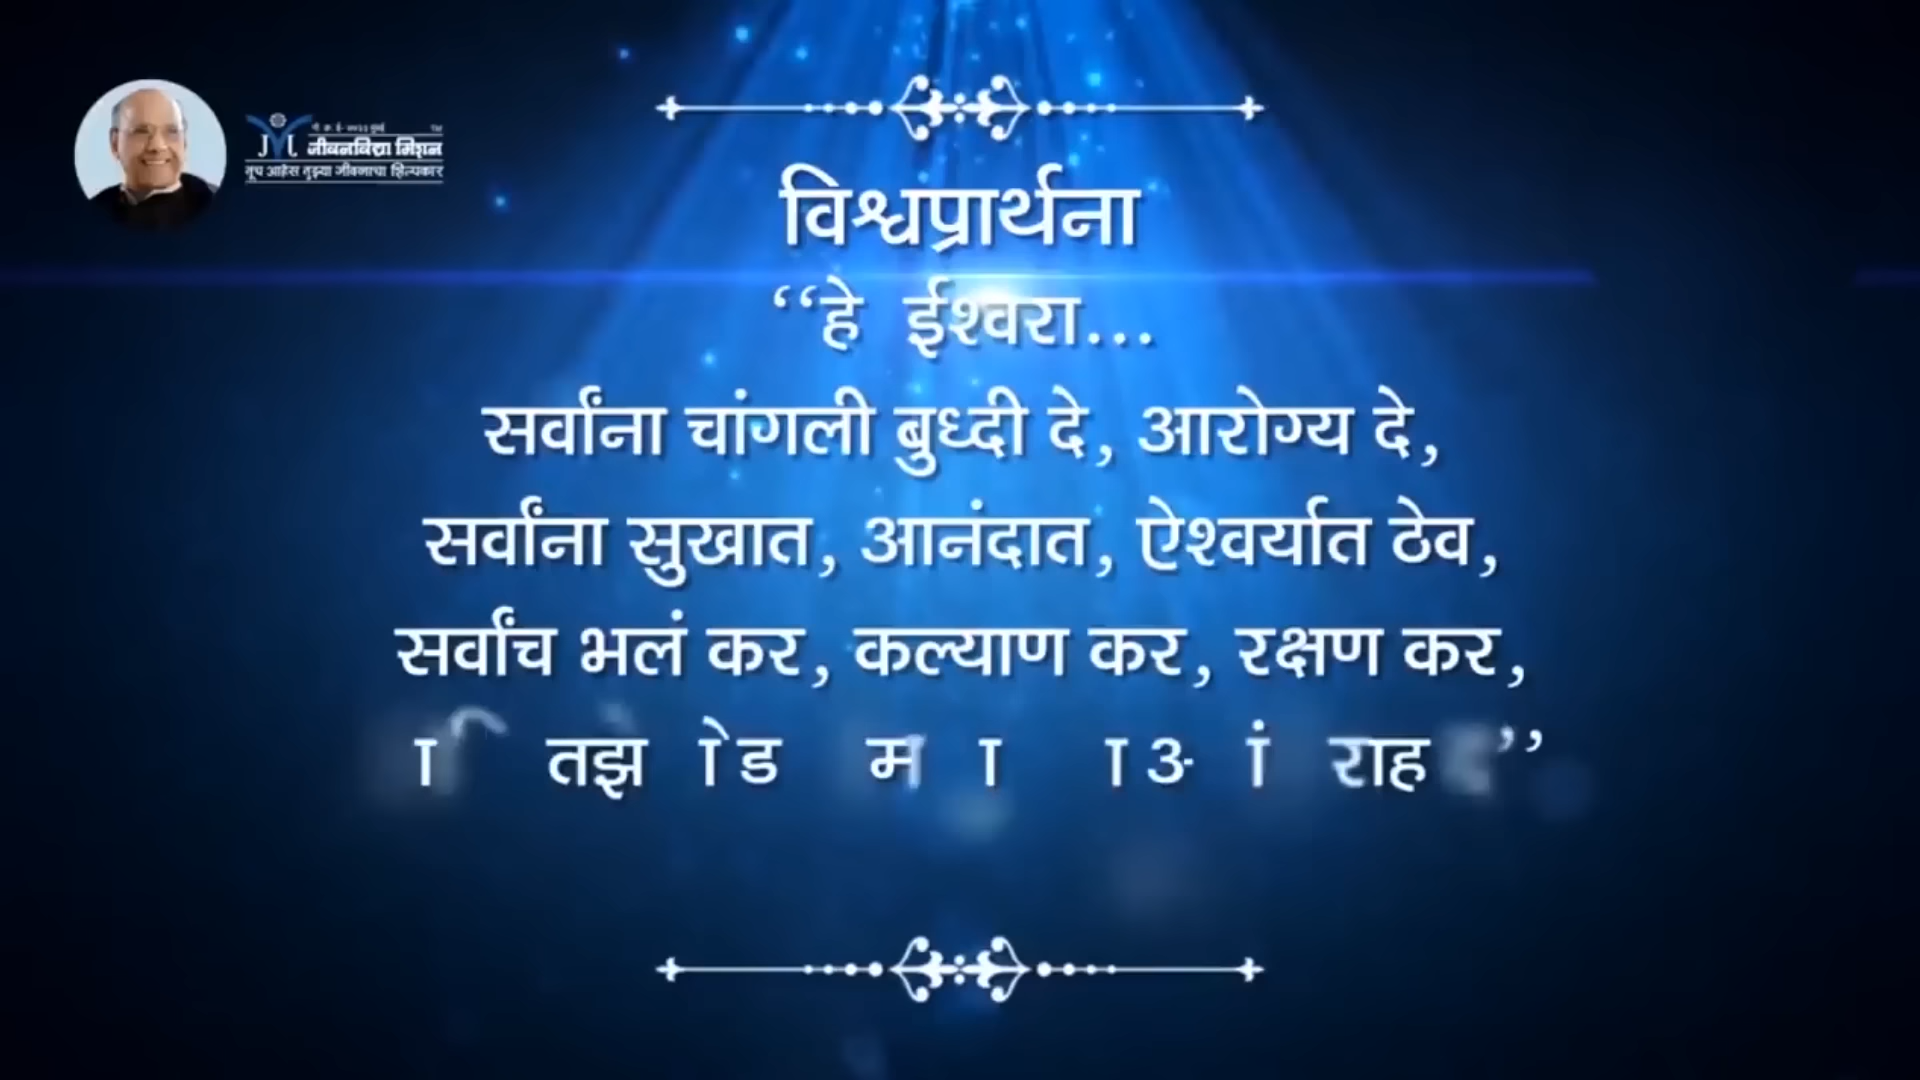 जीवनविद्या मिशन
तूच आहेस तुझ्या जीवनाचा शिल्पकार
विश्वप्रार्थना
“हे ईश्वरा...
सर्वांना चांगली बुध्दी दे, आरोग्य दे,
सर्वांना सुखात, आनंदात, ऐश्वर्यात ठेव,
सर्वांच भलं कर, कल्याण कर, रक्षण कर,